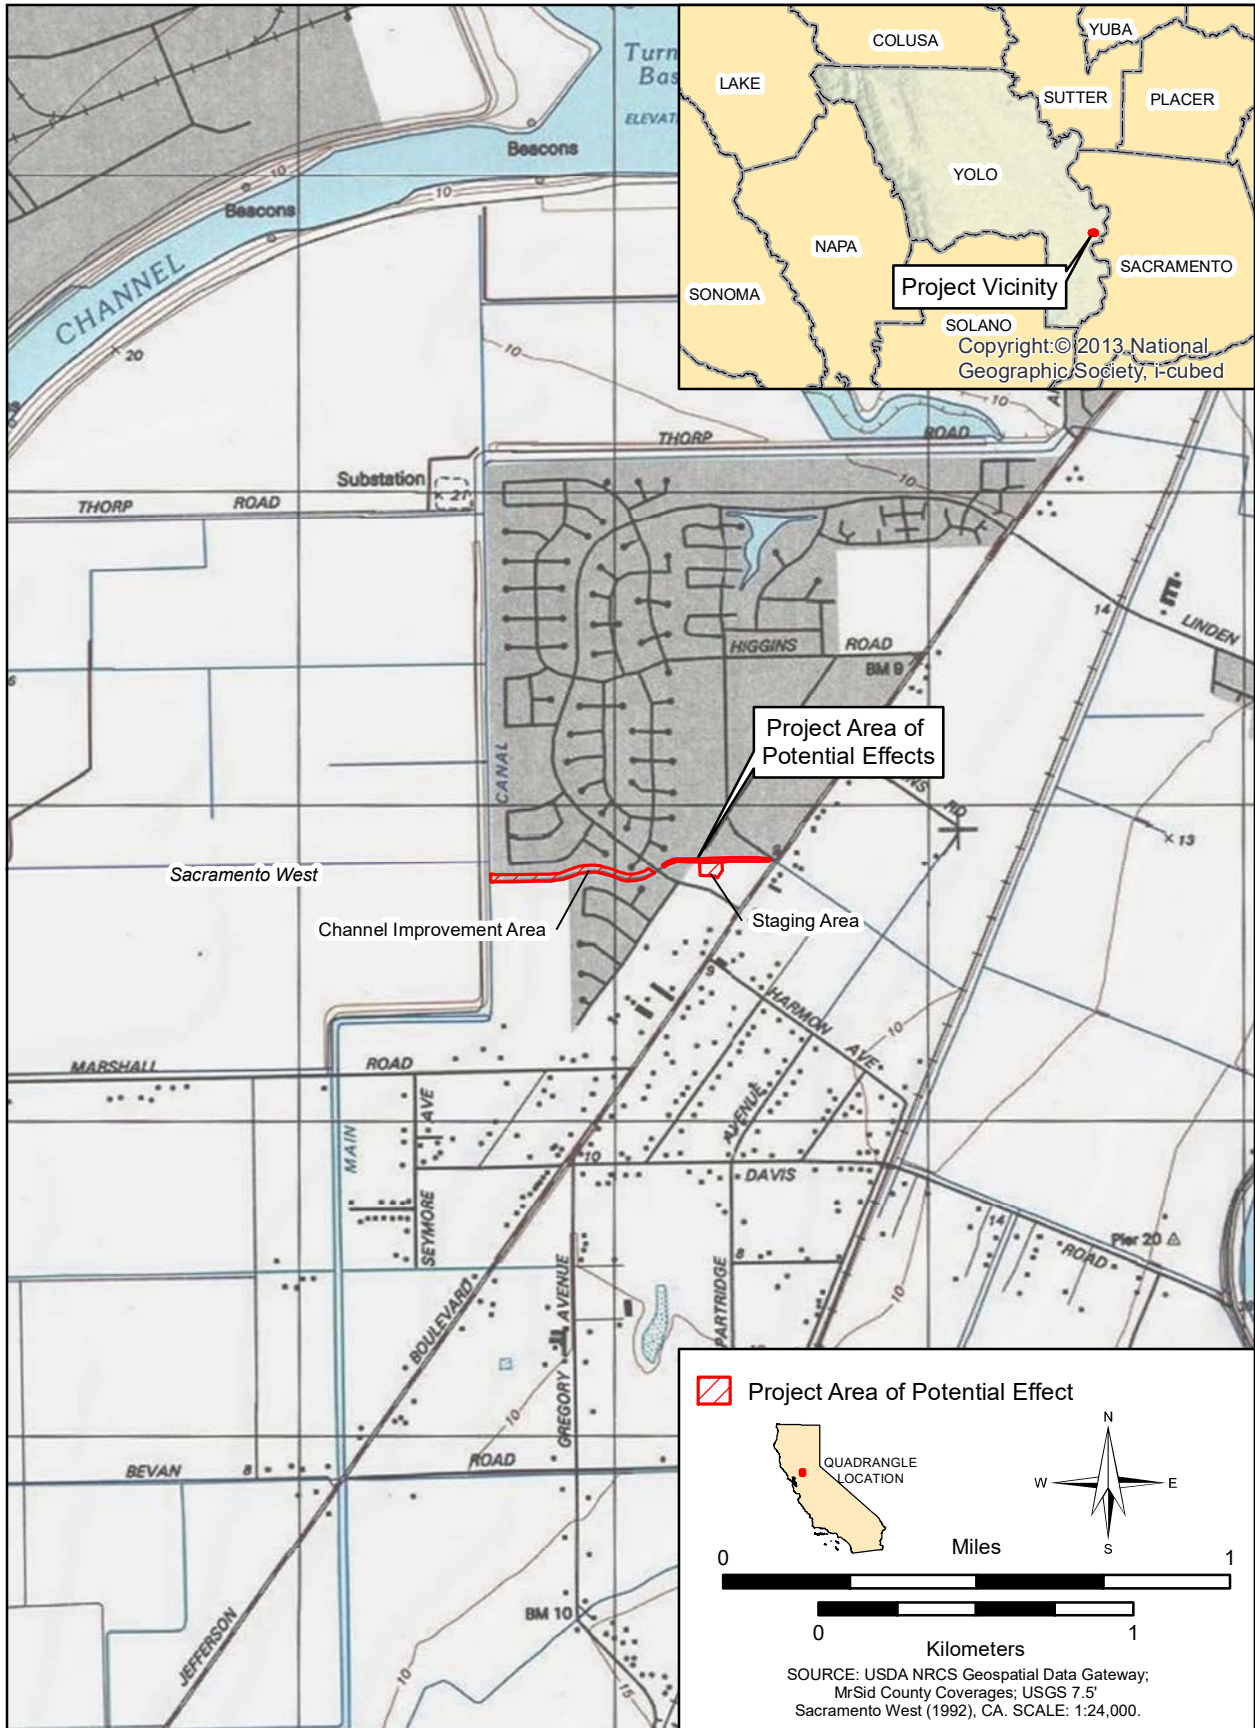 Turn
Bas
ELEVATI
Beacons
10
Beacons
10
CHANNEL
20
10
COLUSA
YUBA
LAKE
SUTTER
PLACER
YOLO
NAPA
SONOMA
SACRAMENTO
Project Vicinity
SOLANO
Copyright:© 2013 National
Geographic Society, i-cubed
10
THORP ROAD
10
Substation
21
THORP ROAD
14
LINDEN
HIGGINS ROAD
BM 9
6
CANAL
Project Area of
Potential Effects
RD
13
Sacramento West
Channel Improvement Area
Staging Area
9
HARMON AVE
10
MARSHALL ROAD
MAIN
AVE
SEYMORE
AVENUE
10
DAVIS
ROAD
14
Pier 20
8
PARTRIDGE
10
BOULEVARD
GREGORY AVENUE
10
BEVAN ROAD
8
JEFFERSON
BM 10
10
15
Project Area of Potential Effect
QUADRANGLE
LOCATION
N
W E
S
Miles
0 1
0 1
Kilometers
SOURCE: USDA NRCS Geospatial Data Gateway;
MrSid County Coverages; USGS 7.5'
Sacramento West (1992), CA. SCALE: 1:24,000.